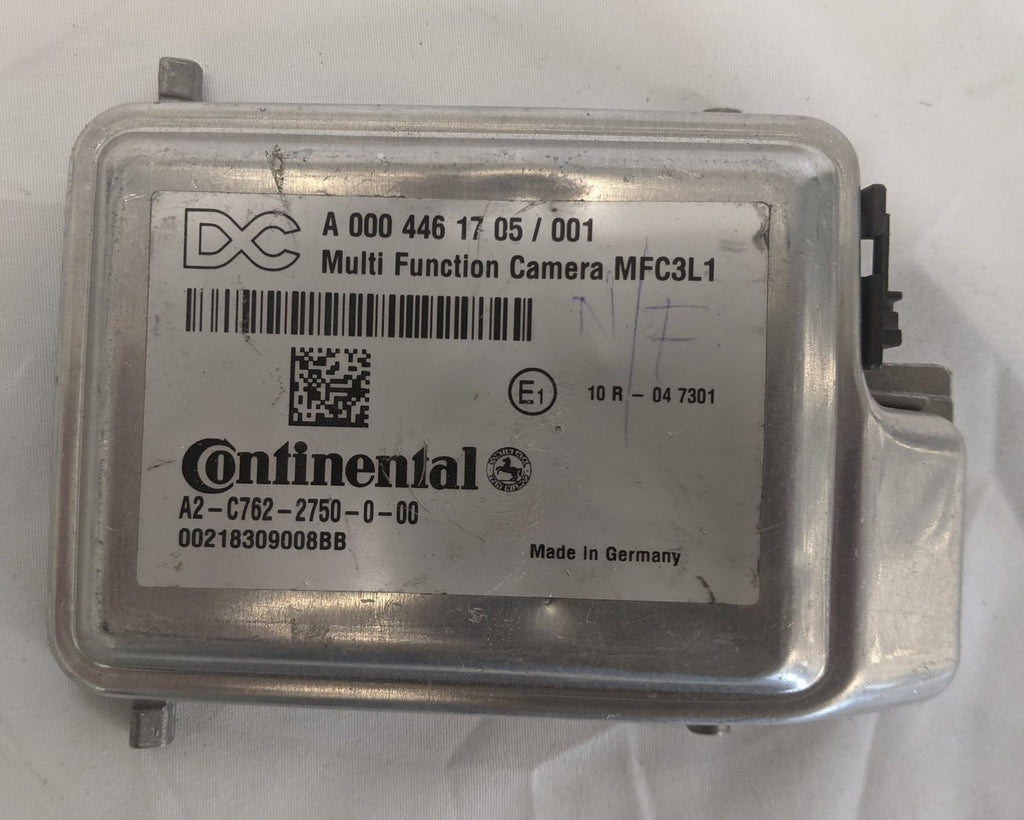 DC A 000 446 17 05 / 001
Multi Function Camera MFC3L1
N/F
E1 10 R – 04 7301
Continental
A2–C762–2750–0–00
00218309008BB
Made in Germany